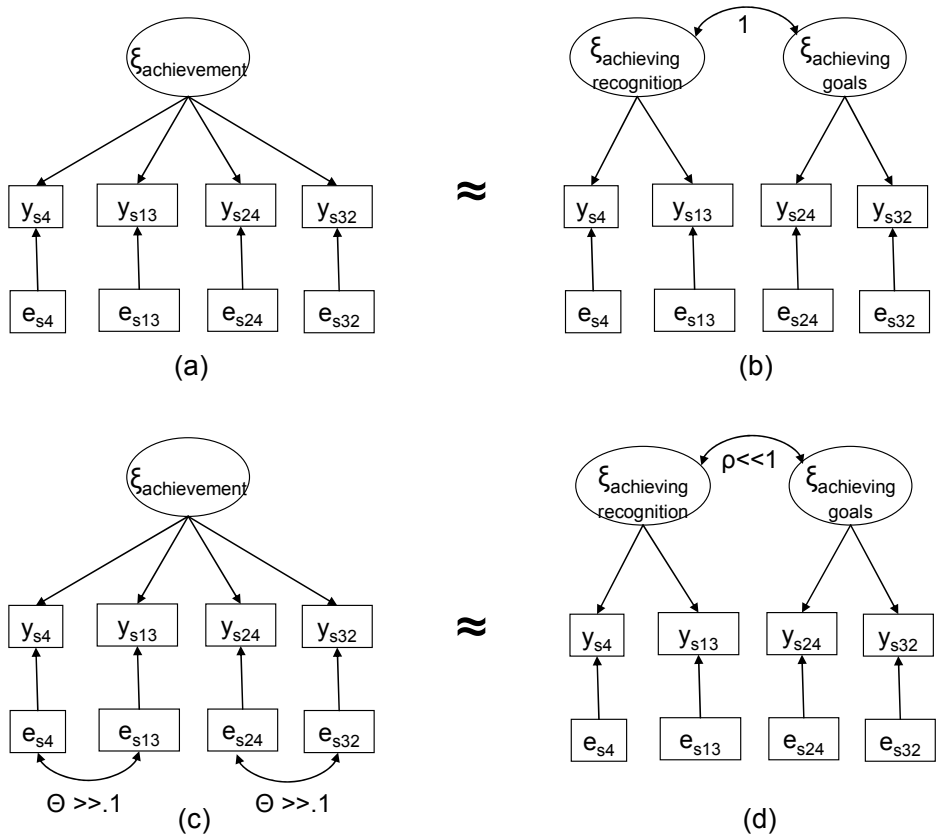 1
ξachievement
ξachieving recognition
ξachieving goals
ys4 ys13 ys24 ys32
≈
ys4 ys13 ys24 ys32
es4 es13 es24 es32
es4 es13 es24 es32
(a)
(b)
ρ<<1
ξachievement
ξachieving recognition
ξachieving goals
ys4 ys13 ys24 ys32
≈
ys4 ys13 ys24 ys32
es4 es13 es24 es32
es4 es13 es24 es32
Θ >>.1
Θ >>.1
(c)
(d)